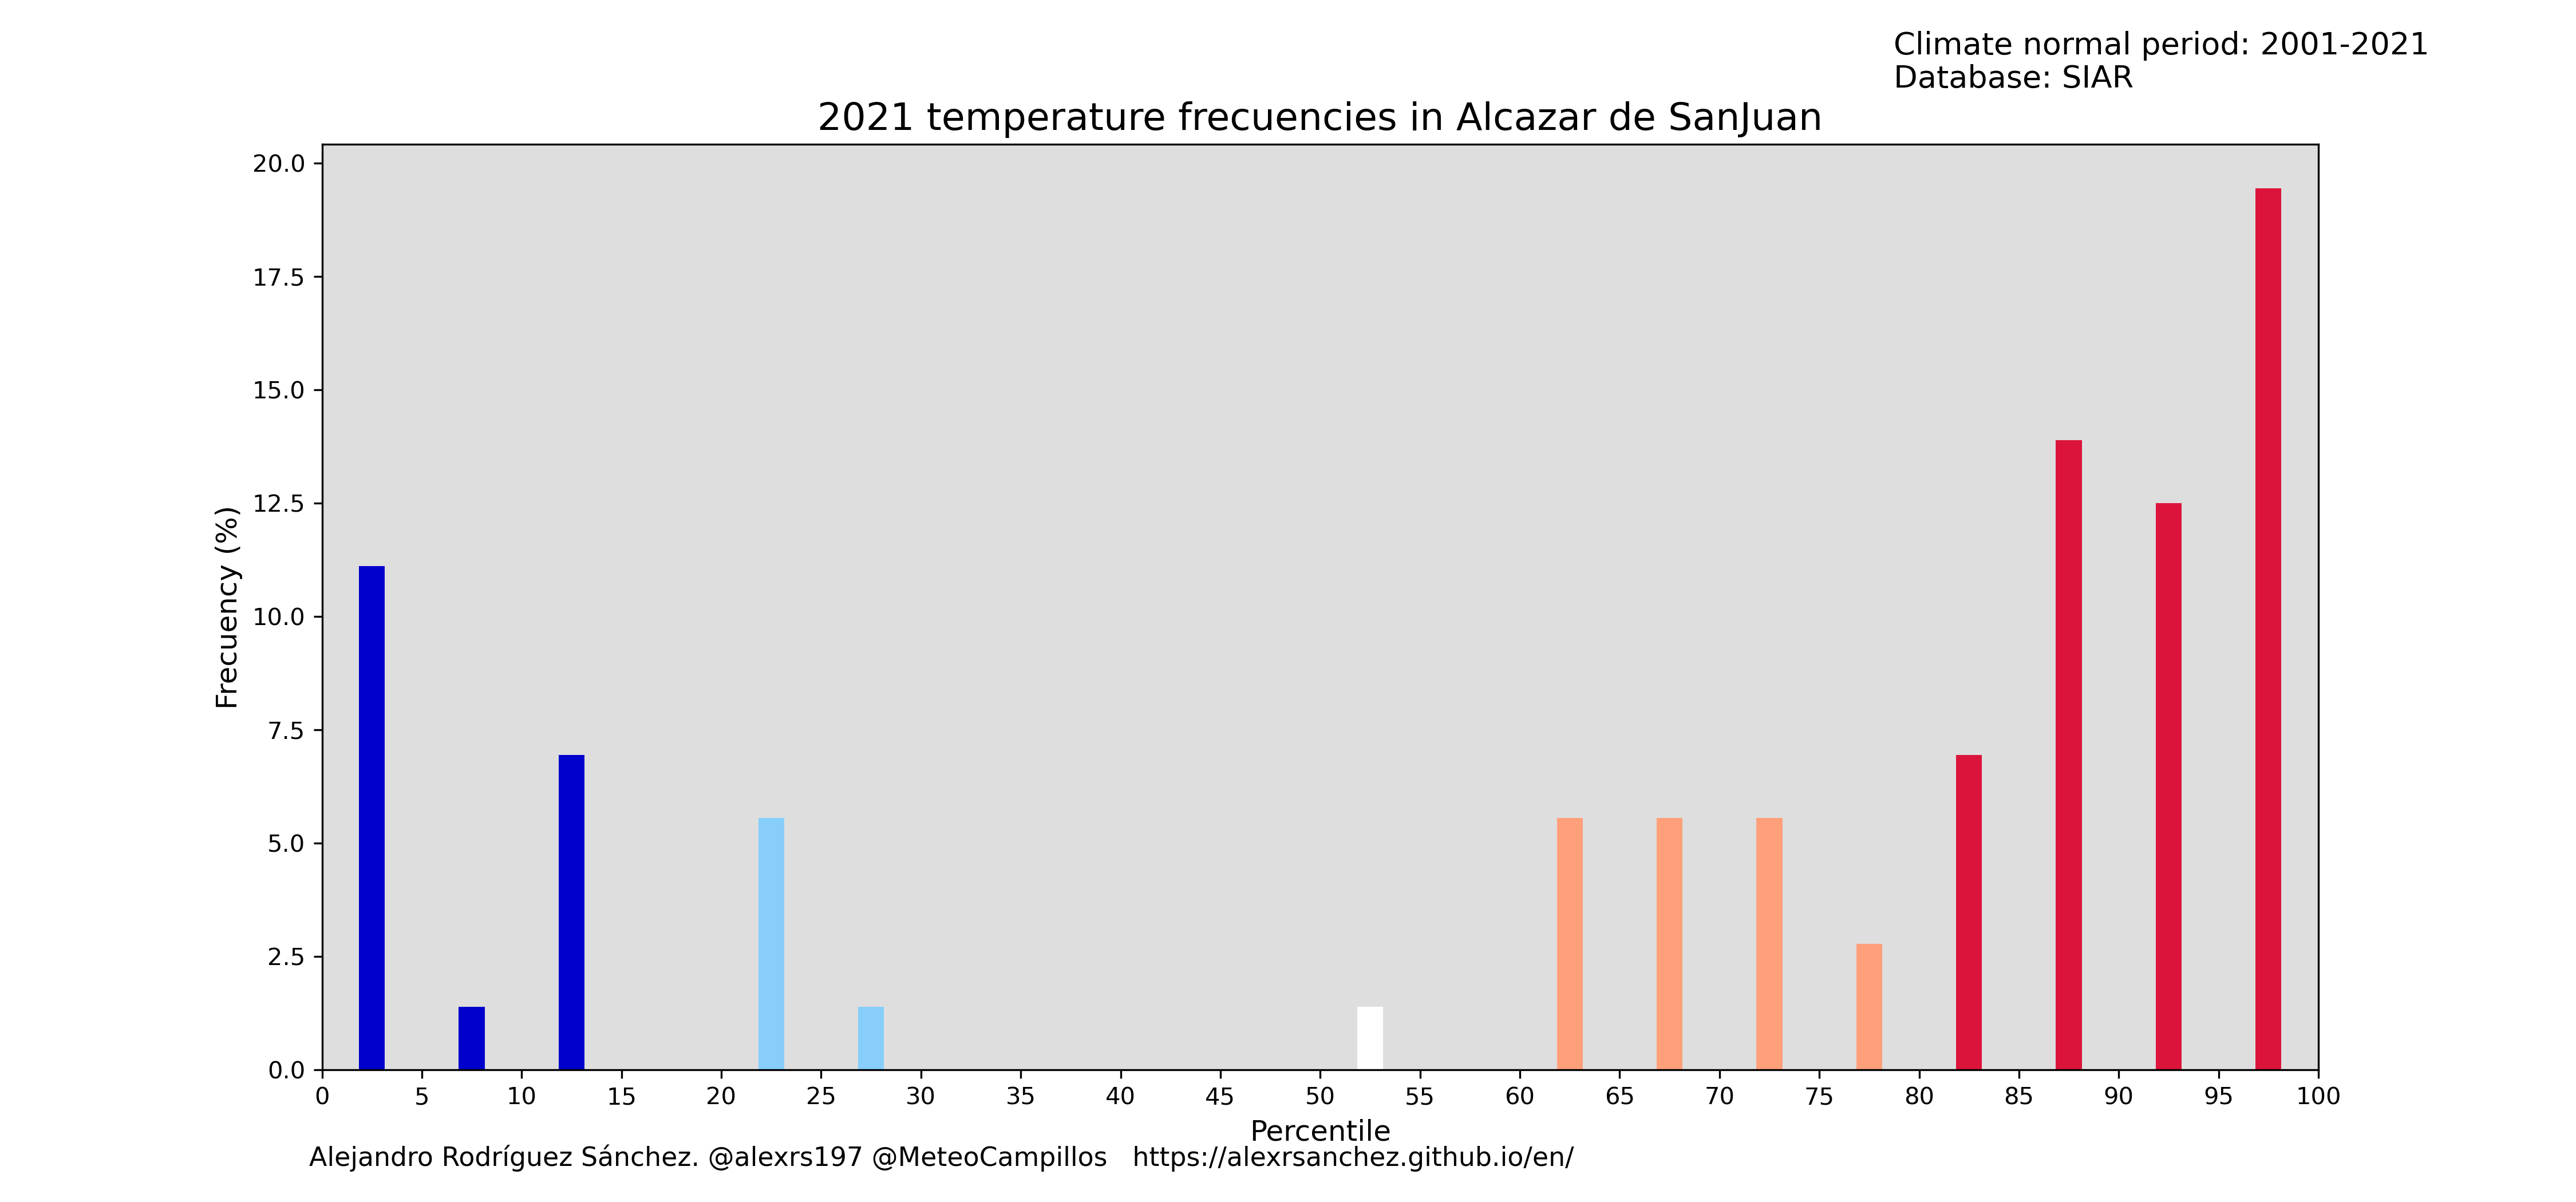 Climate normal period: 2001-2021
Database: SIAR
2021 temperature frecuencies in Alcazar de SanJuan
20.0
17.5
15.0
12.5
10.0
7.5
5.0
2.5
0.0
Frecuency (%)
0 5 10 15 20 25 30 35 40 45 50 55 60 65 70 75 80 85 90 95 100
Percentile
Alejandro Rodríguez Sánchez. @alexrs197 @MeteoCampillos https://alexrsanchez.github.io/en/